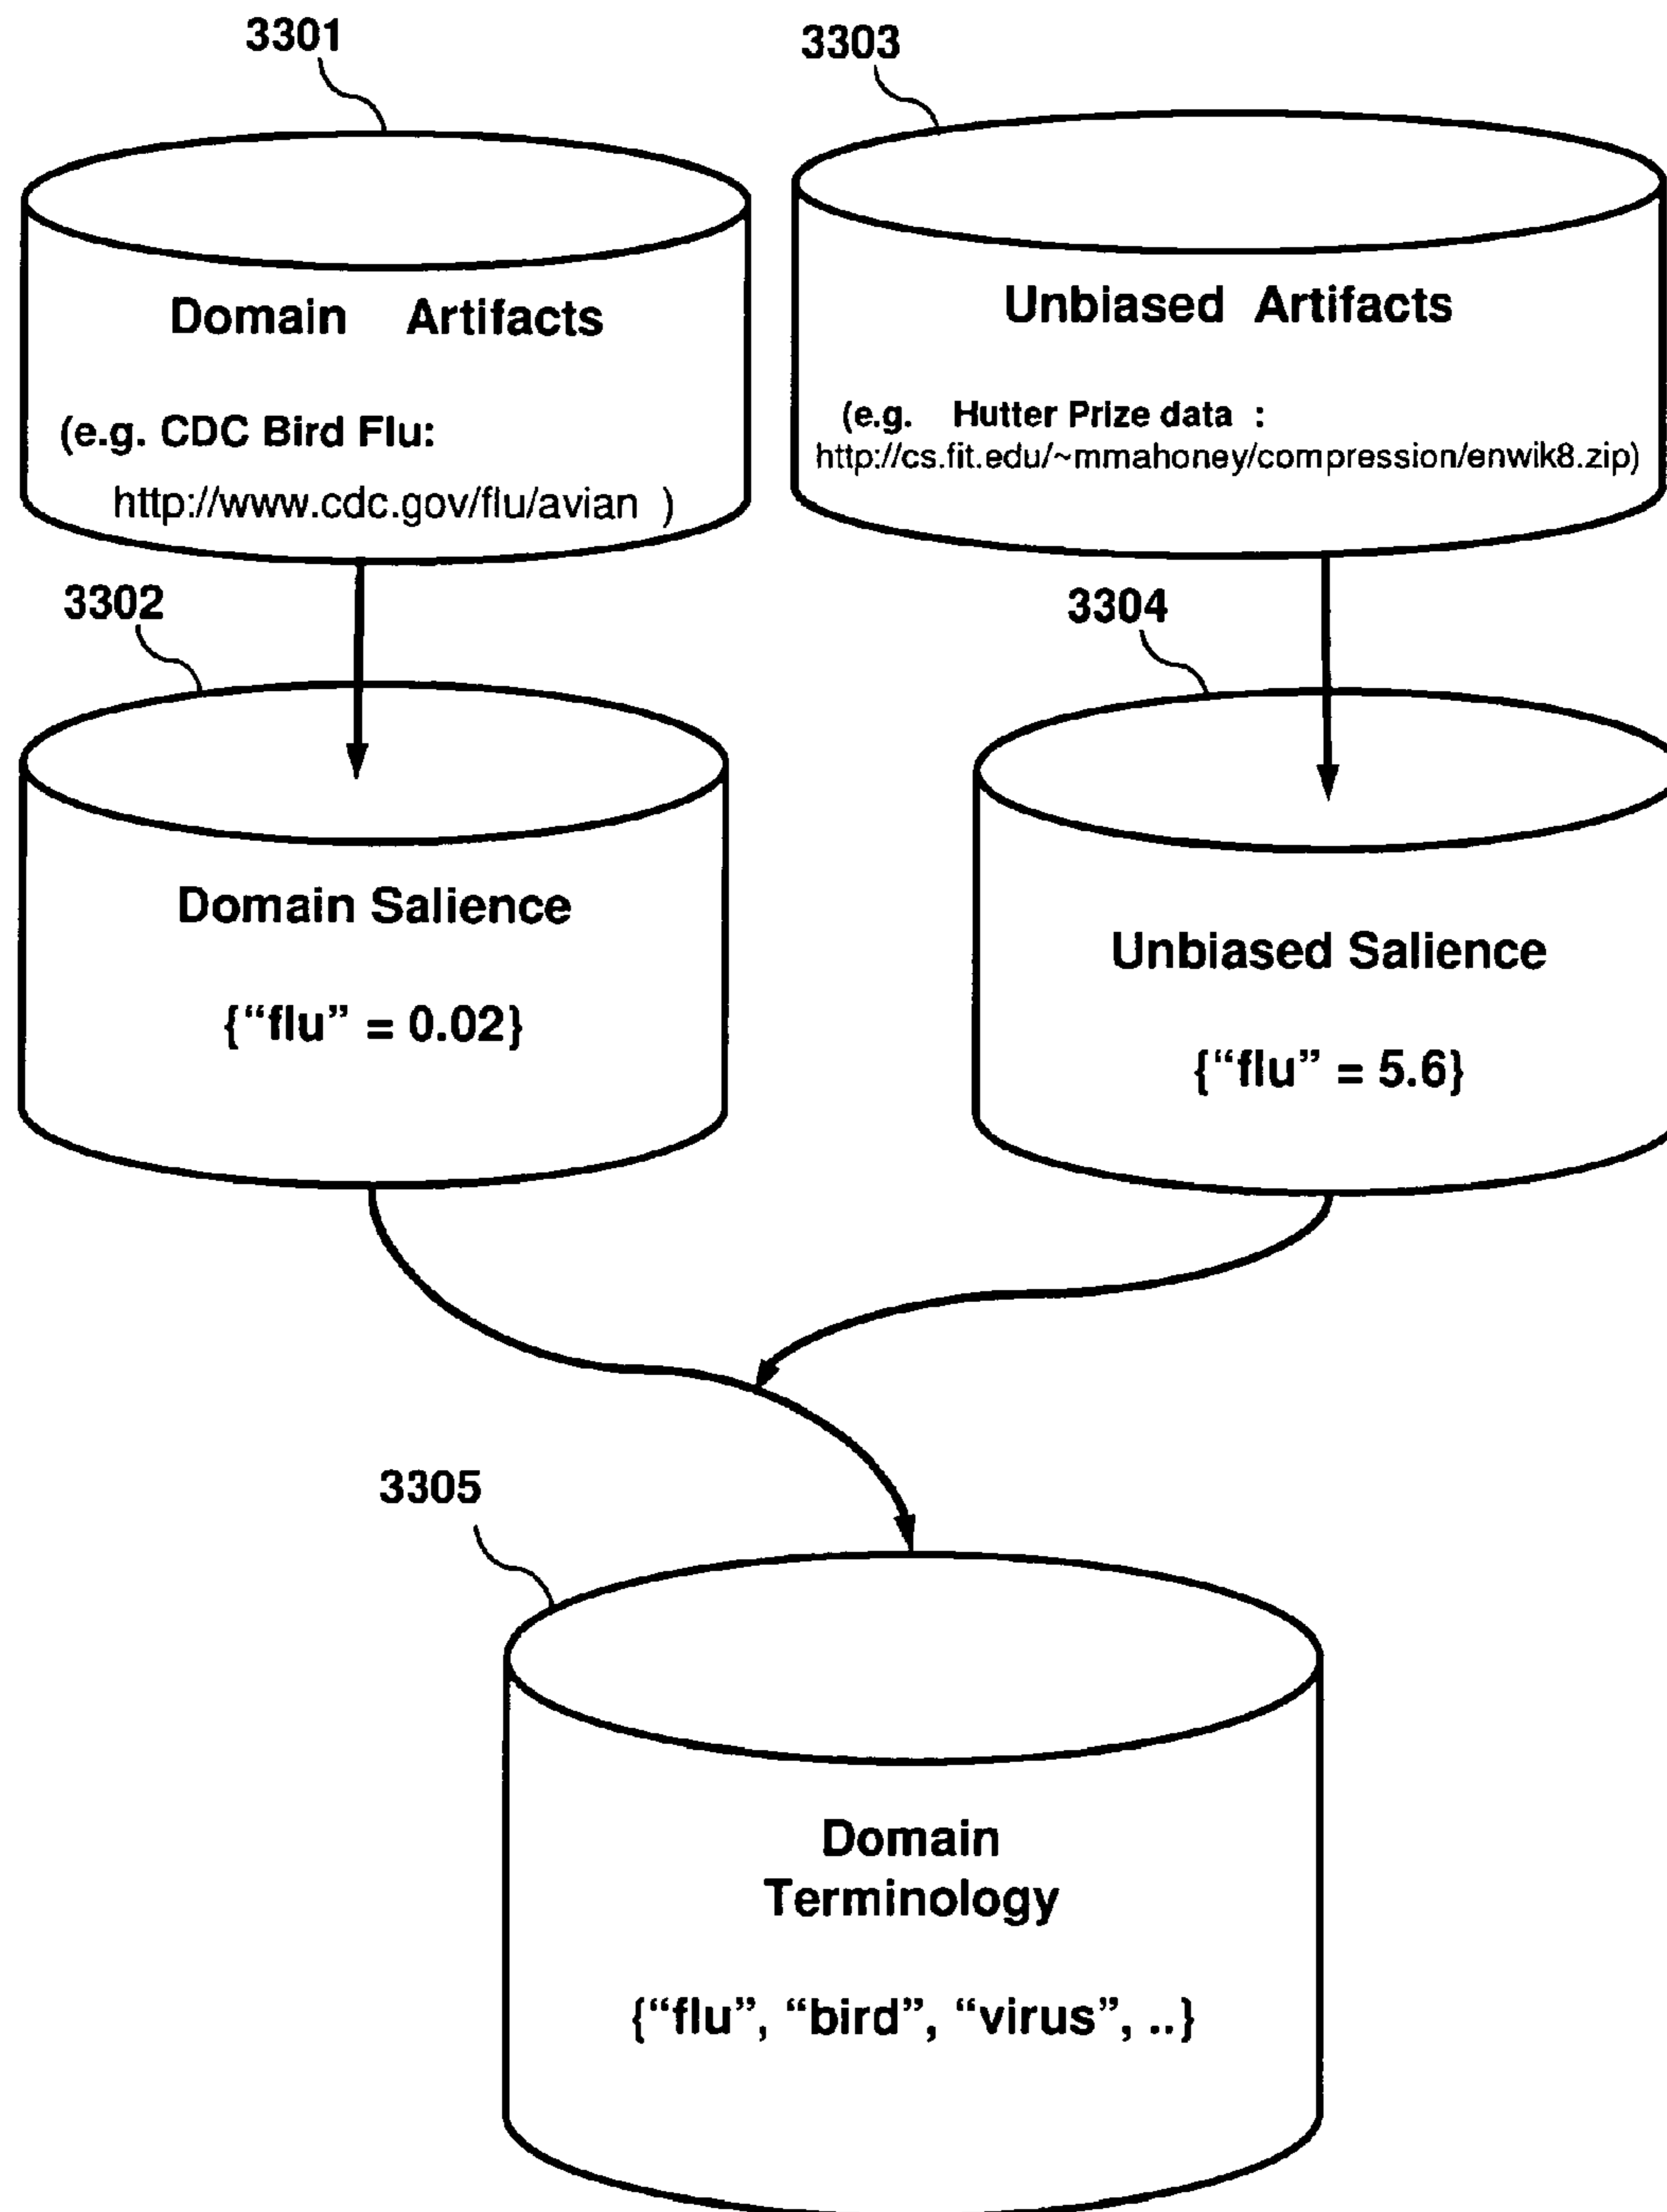 3301
3303
Domain Artifacts
(e.g. CDC Bird Flu:
http://www.cdc.gov/flu/avian )
Unbiased Artifacts
(e.g. Hutter Prize data :
http://cs.fit.edu/~mmahoney/compression/enwik8.zip)
3302
3304
Domain Salience
{“flu” = 0.02}
Unbiased Salience
{“flu” = 5.6}
3305
Domain
Terminology
{“flu”, “bird”, “virus”, ..}